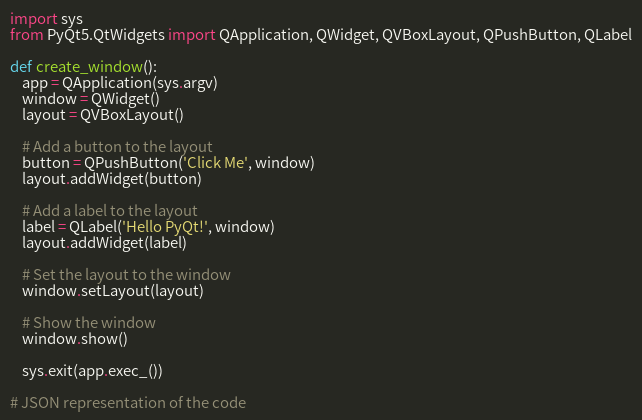 import sys
from PyQt5.QtWidgets import QApplication, QWidget, QVBoxLayout, QPushButton, QLabel

def create_window():
    app = QApplication(sys.argv)
    window = QWidget()
    layout = QVBoxLayout()

    # Add a button to the layout
    button = QPushButton('Click Me', window)
    layout.addWidget(button)

    # Add a label to the layout
    label = QLabel('Hello PyQt!', window)
    layout.addWidget(label)

    # Set the layout to the window
    window.setLayout(layout)

    # Show the window
    window.show()

    sys.exit(app.exec_())

# JSON representation of the code